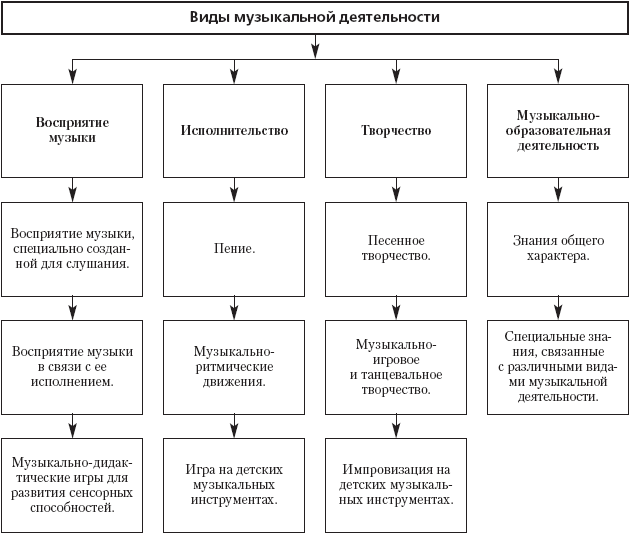 Виды музыкальной деятельности
Восприятие
музыки
Исполнительство
Творчество
Музыкально-
образовательная
деятельность
Восприятие музыки,
специально создан-
ной для слушания.
Пение.
Песенное
творчество.
Знания общего
характера.
Восприятие музыки
в связи с ее
исполнением.
Музыкально-
ритмические
движения.
Музыкально-
игровое
и танцевальное
творчество.
Специальные зна-
ния, связанные
с различными вида-
ми музыкальной
деятельности.
Музыкально-дидак-
тические игры для
развития сенсорных
способностей.
Игра на детских
музыкальных
инструментах.
Импровизация на
детских музыкаль-
ных инструментах.